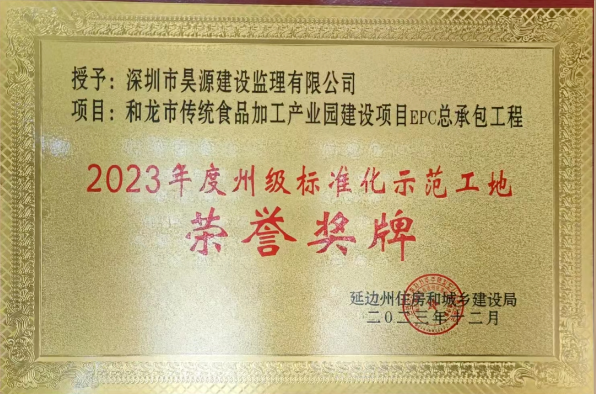 授予：深圳市昊源建设监理有限公司
项目：和龙市传统食品加工产业园建设项目EPC总承包工程
2023年度州级标准化示范工地
荣誉奖牌
延边州住房和城乡建设局
二〇二三年十二月